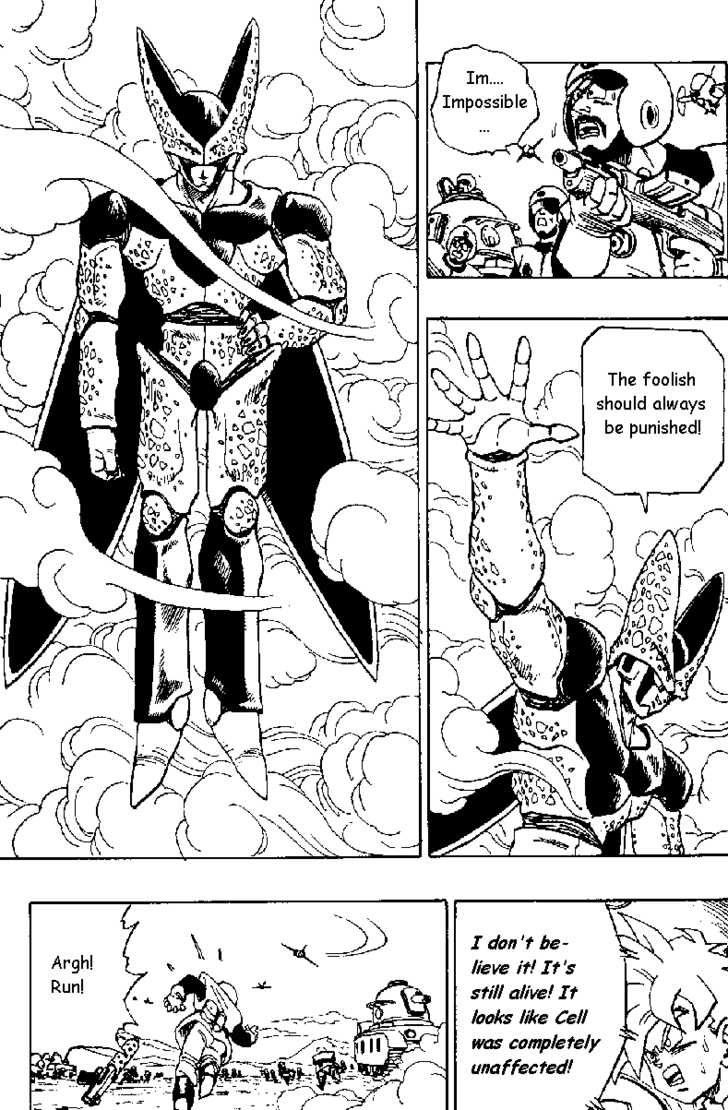 Im....
Impossible
...
The foolish
should always
be punished!
Argh!
Run!
I don't be-
lieve it! It's
still alive! It
looks like Cell
was completely
unaffected!